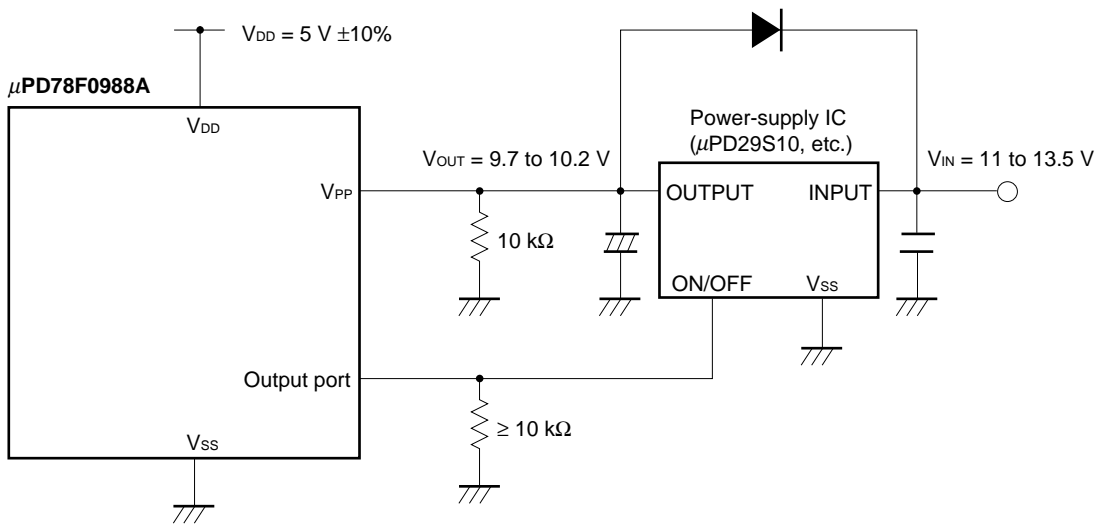 VDD = 5 V ±10%
μPD78F0988A
VDD
Power-supply IC
(μPD29S10, etc.)
VOUT = 9.7 to 10.2 V
VIN = 11 to 13.5 V
VPP
OUTPUT
INPUT
10 kΩ
ON/OFF
VSS
Output port
≥ 10 kΩ
VSS